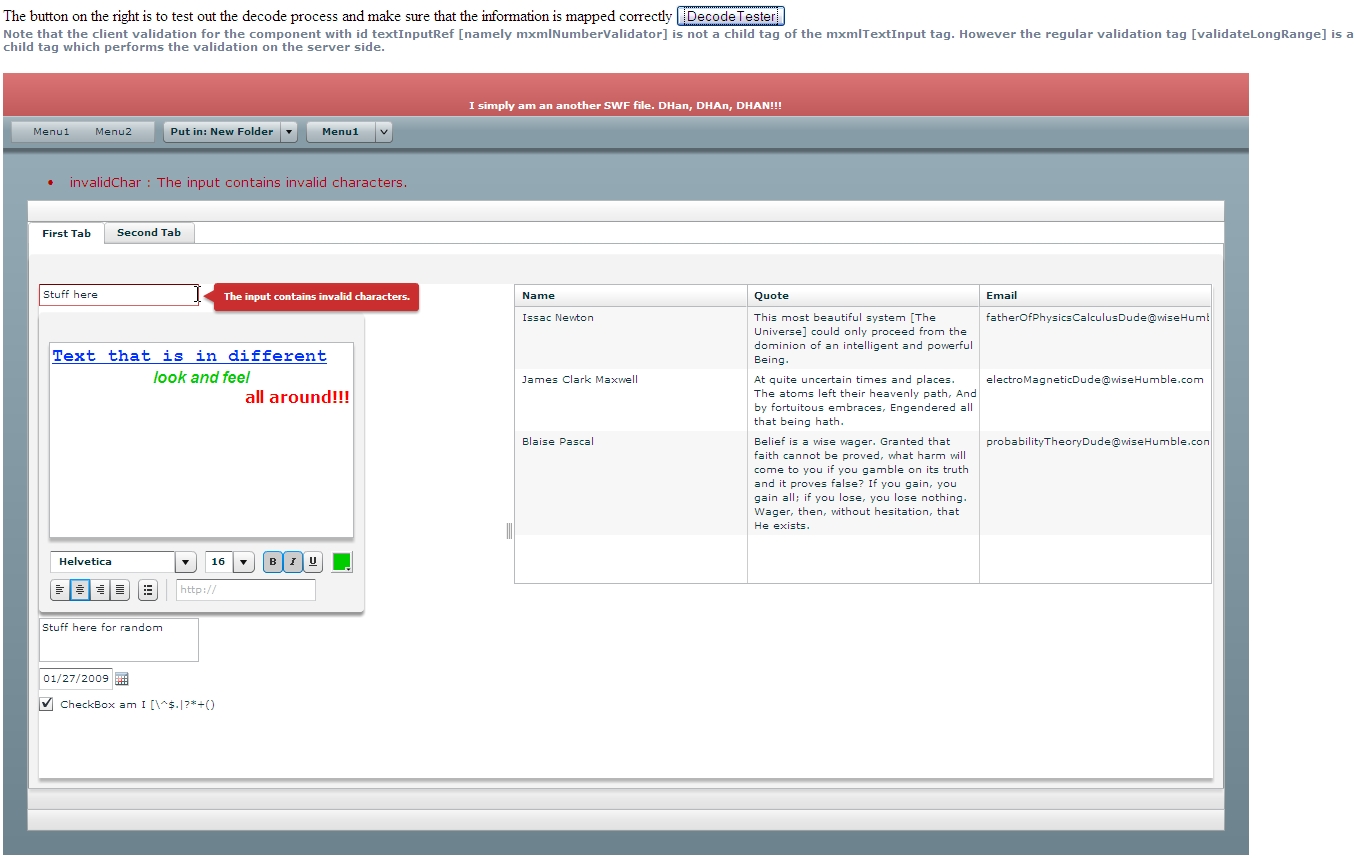 The button on the right is to test out the decode process and make sure that the information is mapped correctly DecodeTester
Note that the client validation for the component with id textInputRef [namely mxmlNumberValidator] is not a child tag of the mxmlTextInput tag. However the regular validation tag [validateLongRange] is a
child tag which performs the validation on the server side.
I simply am an another SWF file. DHan, DHAn, DHAN!!!
Menu1 Menu2 Put in: New Folder Menu1
• invalidChar : The input contains invalid characters.
First Tab Second Tab
Stuff here
The input contains invalid characters.
Text that is in different
look and feel
all around!!!
Helvetica 16 B I U
http://
Stuff here for random
01/27/2009
CheckBox am I [\^$.|?*+()
Name Quote Email
Issac Newton
This most beautiful system [The
Universe] could only proceed from the
dominion of an intelligent and powerful
Being.
fatherOfPhysicsCalculusDude@wiseHumb
James Clark Maxwell
At quite uncertain times and places.
The atoms left their heavenly path, And
by fortuitous embraces, Engendered all
that being hath.
electroMagneticDude@wiseHumble.com
Blaise Pascal
Belief is a wise wager. Granted that
faith cannot be proved, what harm will
come to you if you gamble on its truth
and it proves false? If you gain, you
gain all; if you lose, you lose nothing.
Wager, then, without hesitation, that
He exists.
probabilityTheoryDude@wiseHumble.com